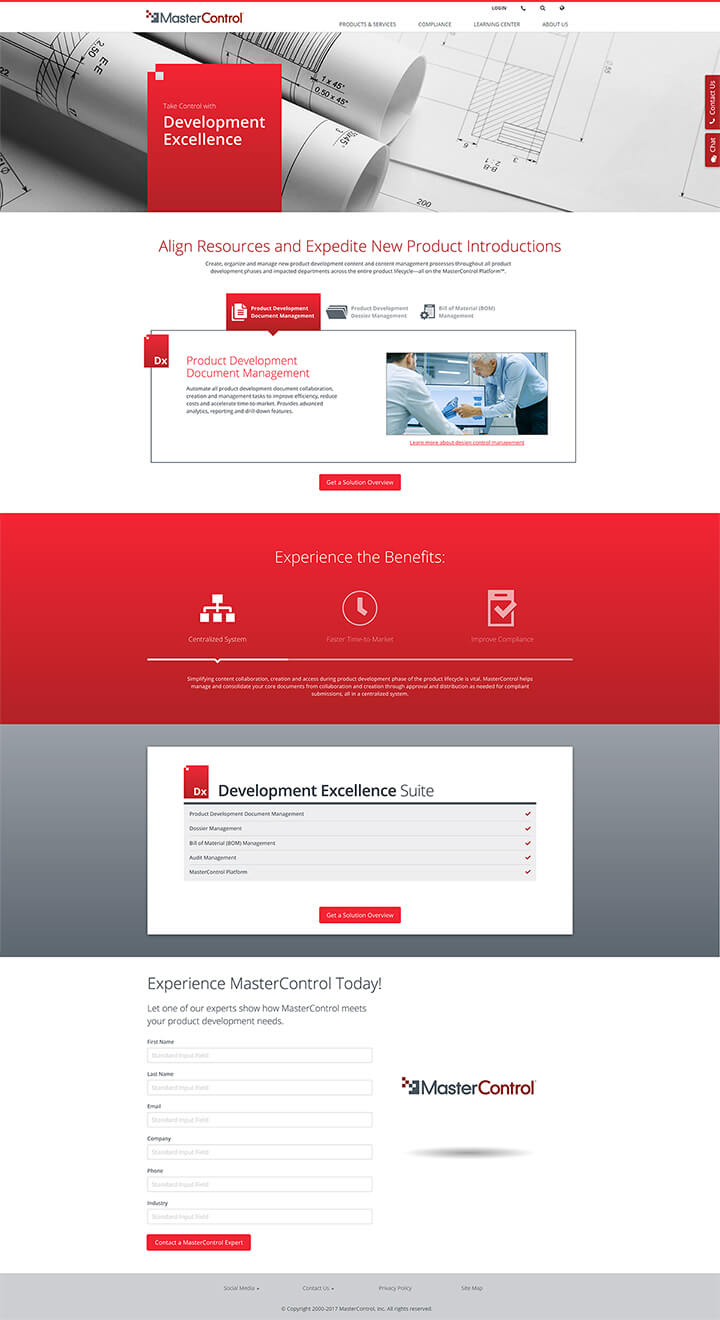 LOGIN
MasterControl
PRODUCTS & SERVICES COMPLIANCE LEARNING CENTER ABOUT US
2.50
E-E
1 x 45°
0.50 x 45°
200
Contact Us
Chat
Take Control with
Development
Excellence
Align Resources and Expedite New Product Introductions
Create, organize and manage new product development content and content management processes throughout all product
development phases and impacted departments across the entire product lifecycle—all on the MasterControl Platform™.
Product Development
Document Management
Product Development
Dossier Management
Bill of Material (BOM)
Management
Dx
Product Development
Document Management
Automate all product development document collaboration,
creation and management tasks to improve efficiency, reduce
costs and accelerate time-to-market. Provides advanced
analytics, reporting and drill-down features.
Learn more about design control management
Get a Solution Overview
Experience the Benefits:
Centralized System
Faster Time-to-Market
Improve Compliance
Simplifying content collaboration, creation and access during product development phase of the product lifecycle is vital. MasterControl helps
manage and consolidate your core documents from collaboration and creation through approval and distribution as needed for compliant
submissions, all in a centralized system.
Dx
Development Excellence Suite
Product Development Document Management
Dossier Management
Bill of Material (BOM) Management
Audit Management
MasterControl Platform
Get a Solution Overview
Experience MasterControl Today!
Let one of our experts show how MasterControl meets
your product development needs.
First Name
Standard Input Field
Last Name
Standard Input Field
Email
Standard Input Field
Company
Standard Input Field
Phone
Standard Input Field
Industry
Standard Input Field
Contact a MasterControl Expert
MasterControl
Social Media Contact Us Privacy Policy Site Map
© Copyright 2000-2017 MasterControl, Inc. All rights reserved.